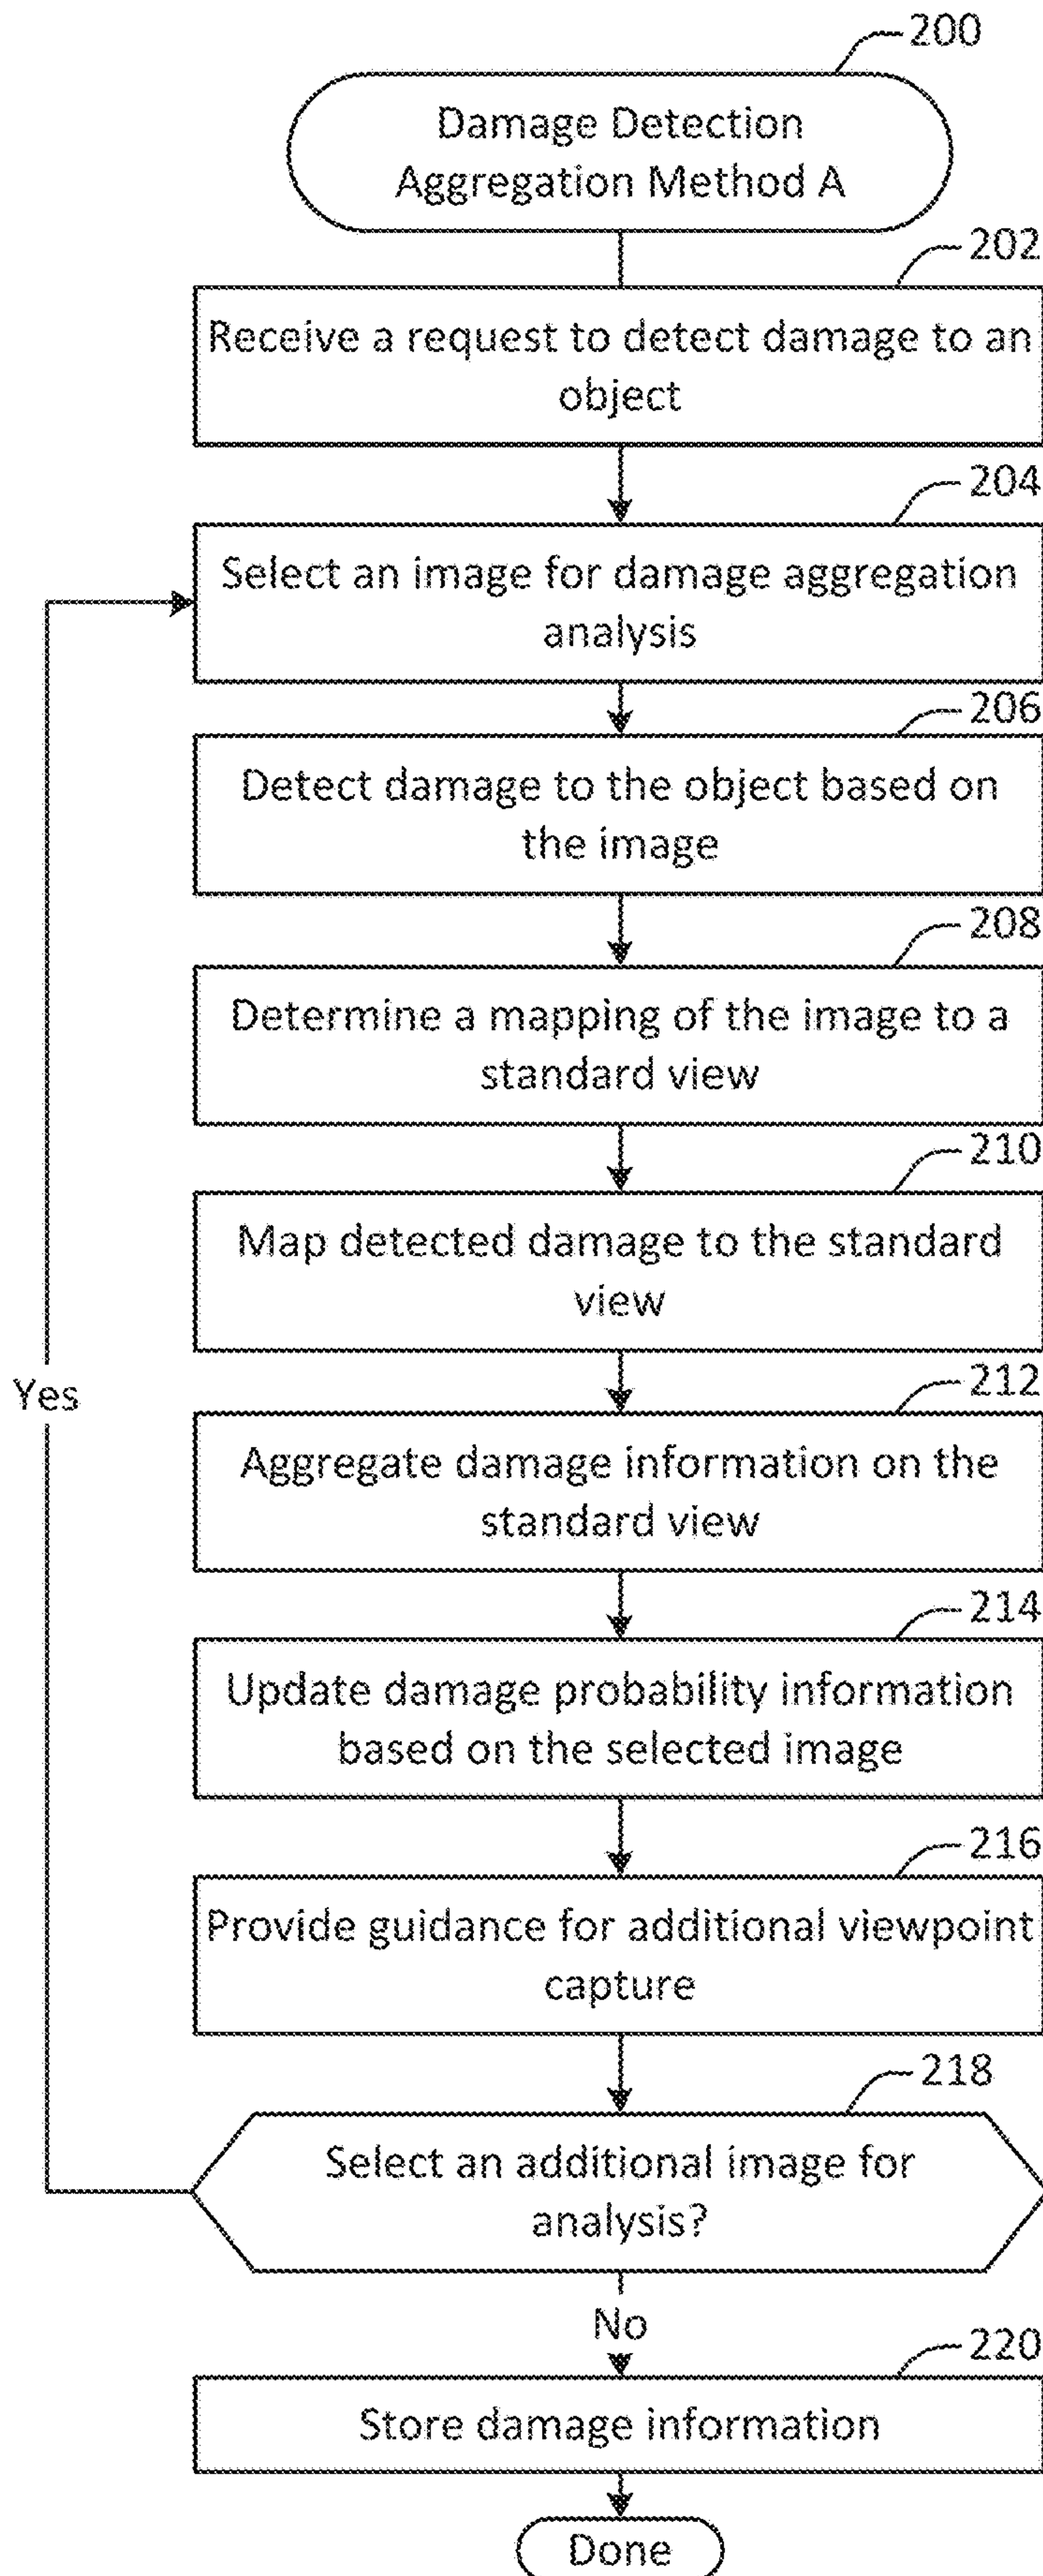 200
Damage Detection
Aggregation Method A
202
Receive a request to detect damage to an
object
204
Select an image for damage aggregation
analysis
206
Detect damage to the object based on
the image
208
Determine a mapping of the image to a
standard view
210
Map detected damage to the standard
view
Yes
212
Aggregate damage information on the
standard view
214
Update damage probability information
based on the selected image
216
Provide guidance for additional viewpoint
capture
218
Select an additional image for
analysis?
No
220
Store damage information
Done